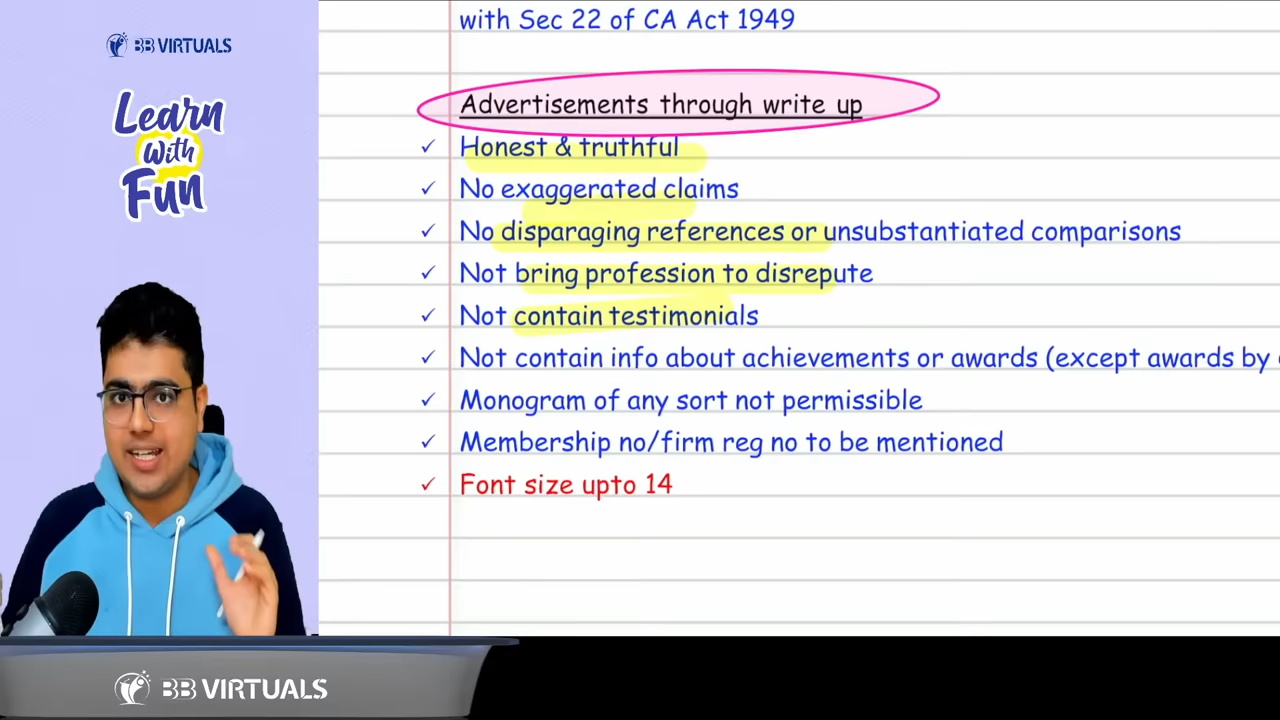 BB VIRTUALS
Learn
With
Fun
with Sec 22 of CA Act 1949
Advertisements through write up
✓ Honest & truthful
✓ No exaggerated claims
✓ No disparaging references or unsubstantiated comparisons
✓ Not bring profession to disrepute
✓ Not contain testimonials
✓ Not contain info about achievements or awards (except awards by
✓ Monogram of any sort not permissible
✓ Membership no/firm reg no to be mentioned
✓ Font size upto 14
BB VIRTUALS